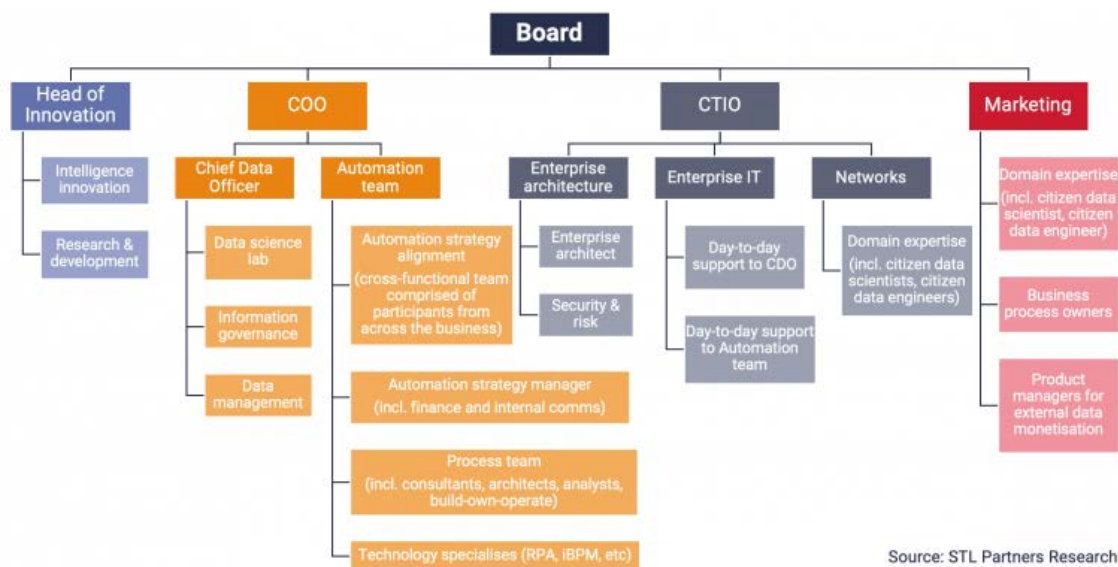 Board
Head of
Innovation
COO
CTIO
Marketing
Intelligence
innovation
Research &
development
Chief Data
Officer
Data science
lab
Information
governance
Data
management
Automation
team
Automation strategy
alignment
(cross-functional team
comprised of
participants from
across the business)
Automation strategy manager
(incl. finance and internal comms)
Process team
(incl. consultants, architects, analysts,
build-own-operate)
Technology specialises (RPA, iBPM, etc)
Enterprise
architecture
Enterprise
architect
Security &
risk
Enterprise IT
Day-to-day
support to CDO
Day-to-day support
to Automation
team
Networks
Domain expertise
(incl. citizen data
scientists, citizen
data engineers)
Domain expertise
(incl. citizen data
scientist, citizen
data engineer)
Business
process owners
Product
managers for
external data
monetisation
Source: STL Partners Research